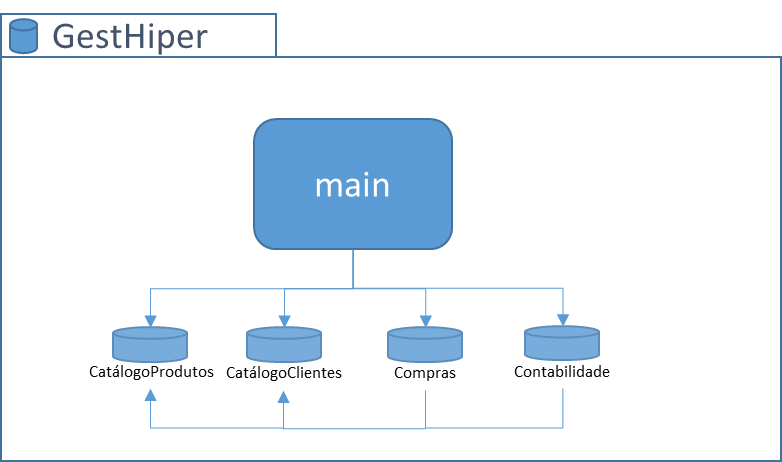 GestHiper
main
CatálogoProdutos
CatálogoClientes
Compras
Contabilidade